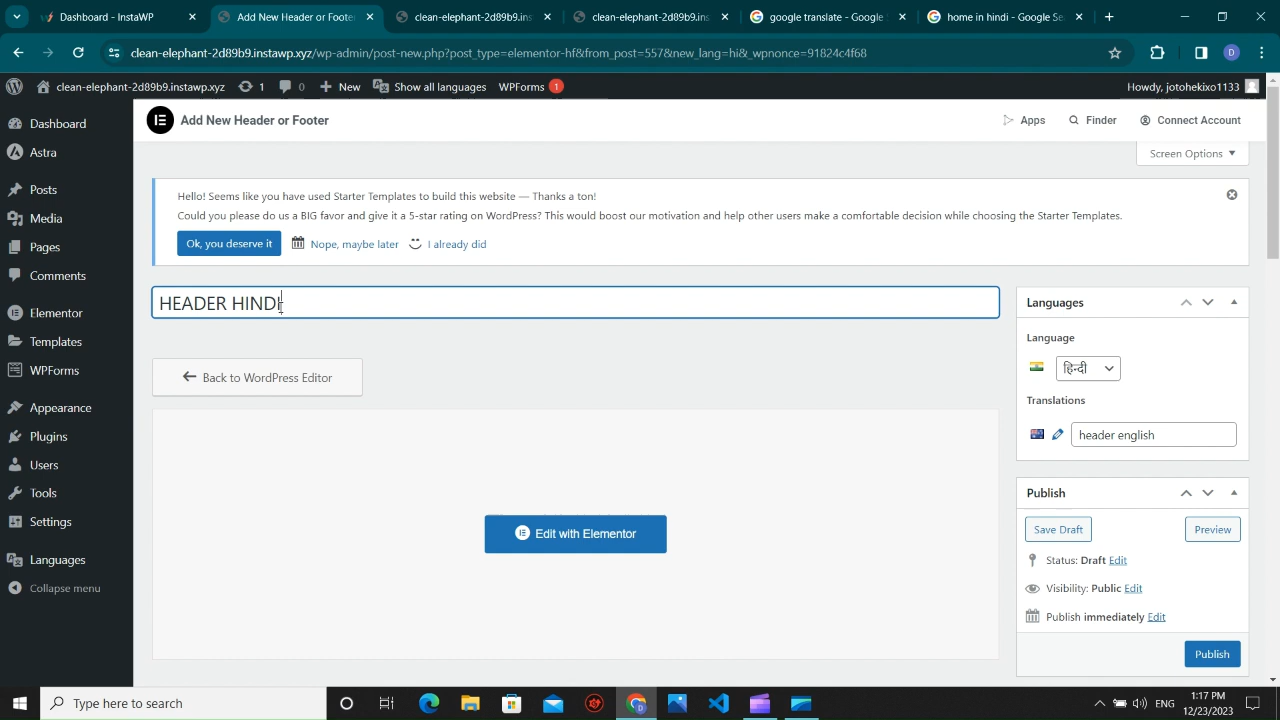 Dashboard - InstaWP
Add New Header or Foote
clean-elephant-2d89b9.ins
clean-elephant-2d89b9.ins
google translate - Google
home in hindi - Google Se
clean-elephant-2d89b9.instawp.xyz/wp-admin/post-new.php?post_type=elementor-hf&from_post=557&new_lang=hi&_wpnonce=91824c4f68
D
clean-elephant-2d89b9.instawp.xyz
1
0
New
Show all languages
WPForms
1
Howdy, jotohekixo1133
Dashboard
Astra
Posts
Media
Pages
Comments
Elementor
Templates
WPForms
Appearance
Plugins
Users
Tools
Settings
Languages
Collapse menu
Add New Header or Footer
Apps
Finder
Connect Account
Screen Options
Hello! Seems like you have used Starter Templates to build this website — Thanks a ton!
Could you please do us a BIG favor and give it a 5-star rating on WordPress? This would boost our motivation and help other users make a comfortable decision while choosing the Starter Templates.
Ok, you deserve it
Nope, maybe later
I already did
HEADER HINDI
Back to WordPress Editor
Edit with Elementor
Languages
Language
हिन्दी
Translations
header english
Publish
Save Draft
Preview
Status: Draft Edit
Visibility: Public Edit
Publish immediately Edit
Publish
Type here to search
ENG
1:17 PM
12/23/2023